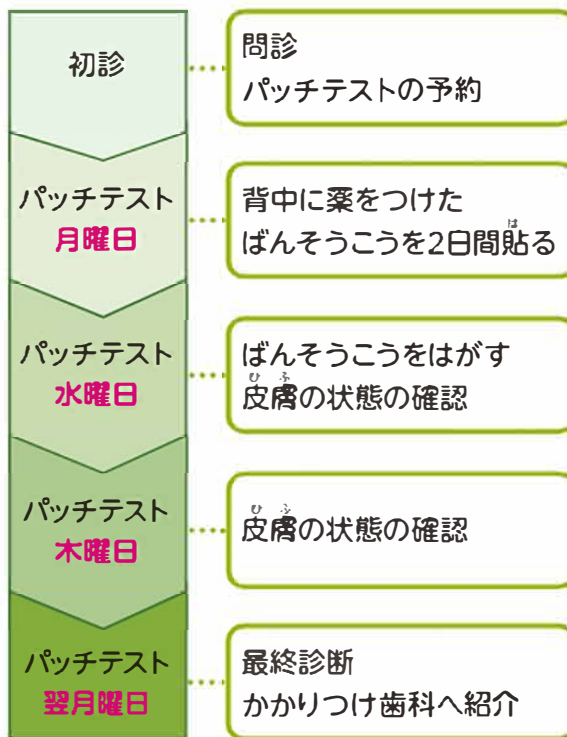 初診
問診
パッチテストの予約
パッチテスト
月曜日
背中に薬をつけた
ばんそうこうを2日間貼る
は
パッチテスト
水曜日
ばんそうこうをはがす
皮膚の状態の確認
ひふ
パッチテスト
木曜日
皮膚の状態の確認
ひふ
パッチテスト
翌月曜日
最終診断
かかりつけ歯科へ紹介